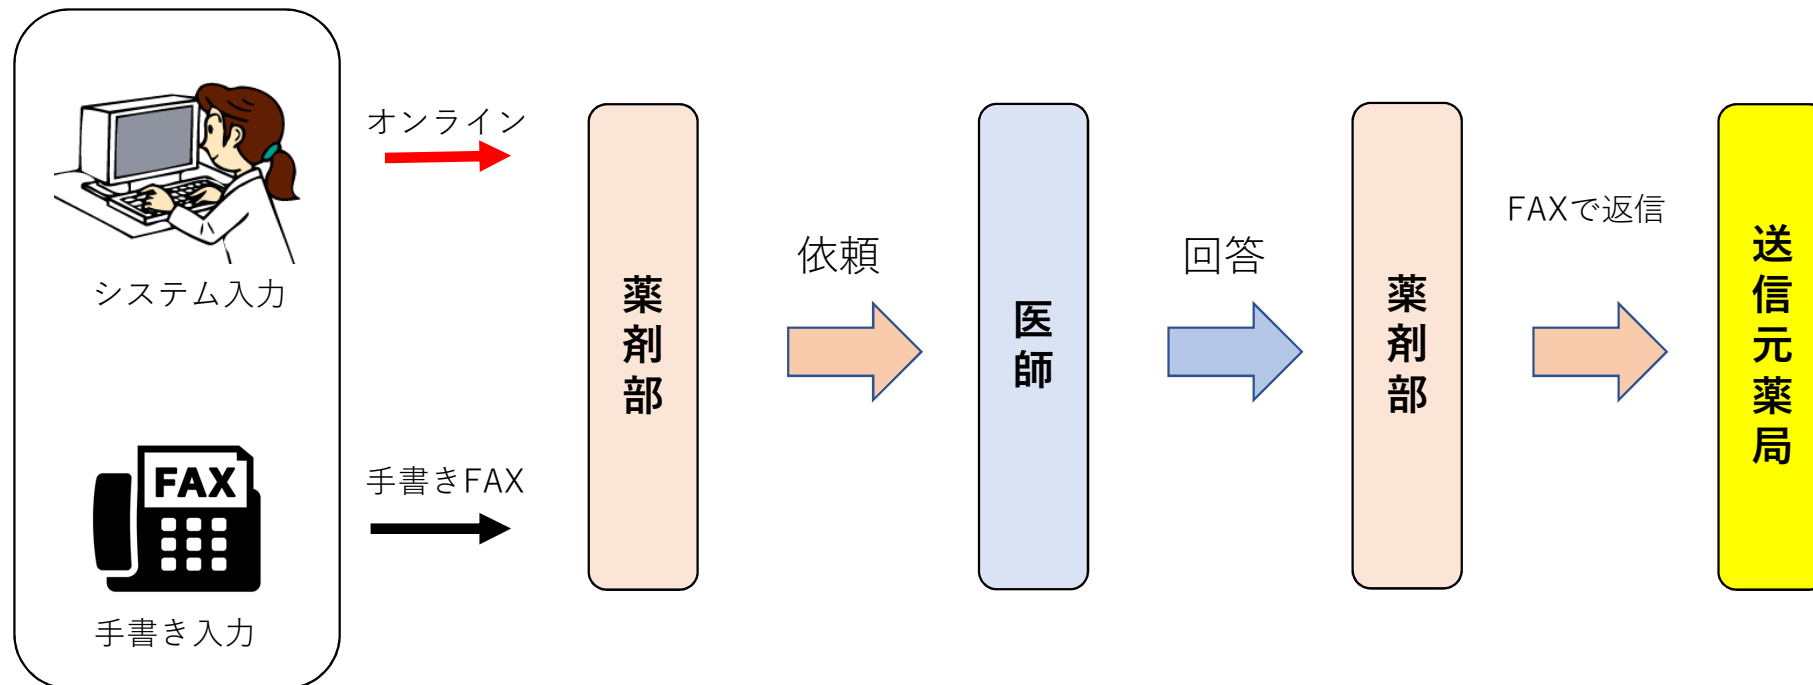 オンライン
システム入力
FAX
手書きFAX
手書き入力
薬剤部
依頼
医師
回答
薬剤部
FAXで返信
送信元薬局